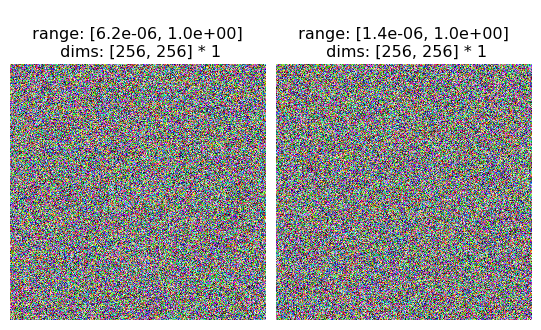 range: [6.2e-06, 1.0e+00]
dims: [256, 256] * 1
range: [1.4e-06, 1.0e+00]
dims: [256, 256] * 1